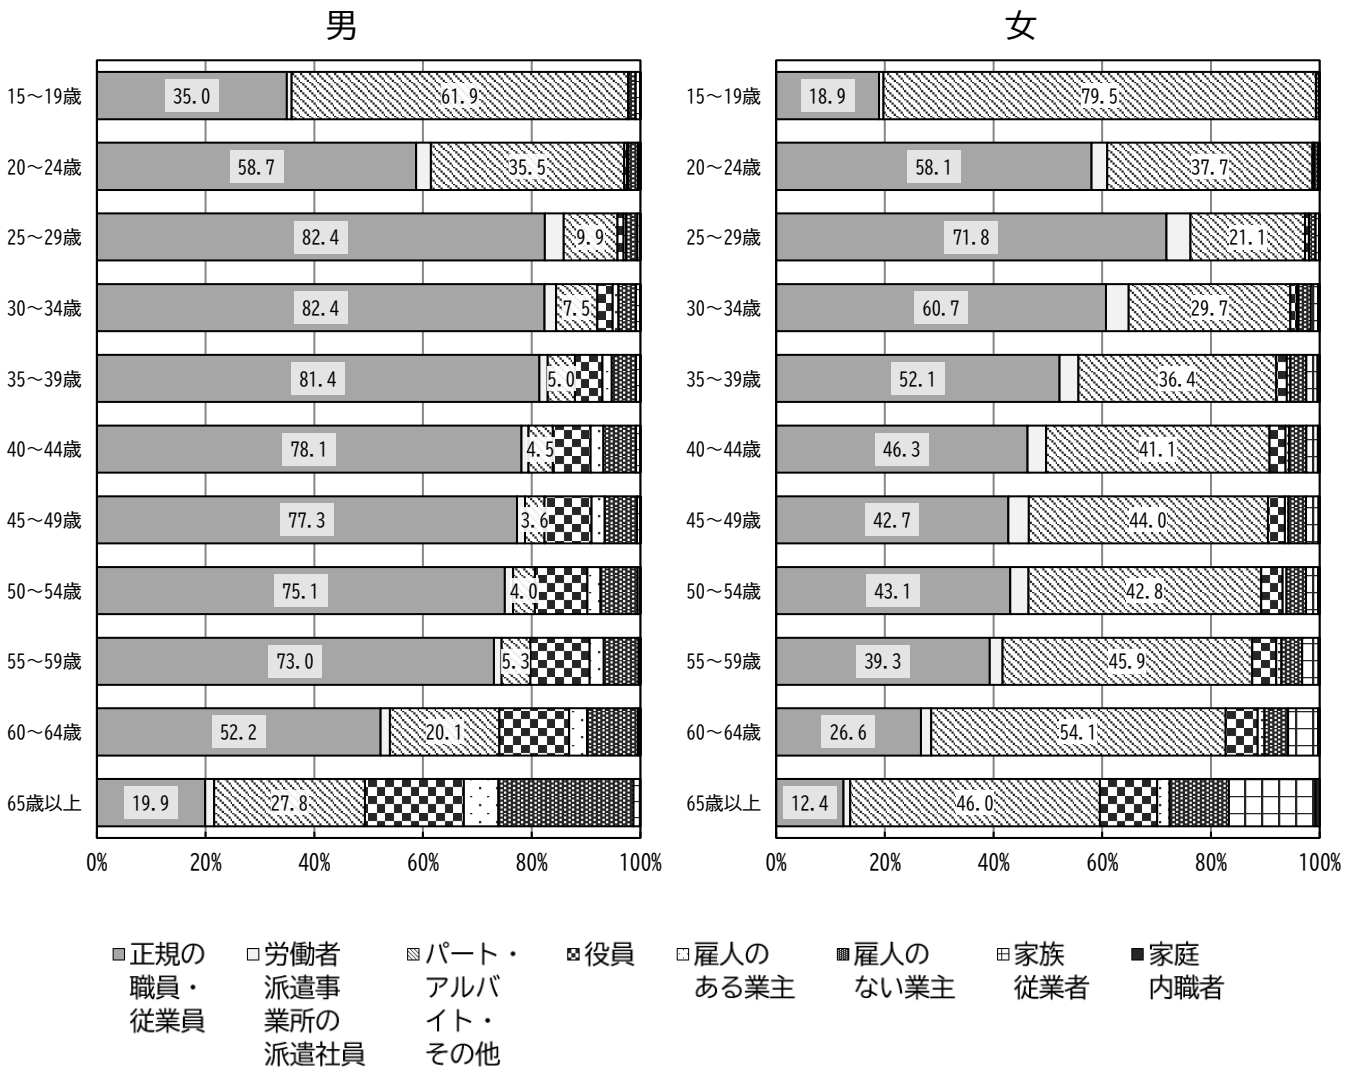 男
女
15～19歳 35.0 61.9
15～19歳 18.9 79.5
20～24歳 58.7 35.5
20～24歳 58.1 37.7
25～29歳 82.4 9.9
25～29歳 71.8 21.1
30～34歳 82.4 7.5
30～34歳 60.7 29.7
35～39歳 81.4 5.0
35～39歳 52.1 36.4
40～44歳 78.1 4.5
40～44歳 46.3 41.1
45～49歳 77.3 3.6
45～49歳 42.7 44.0
50～54歳 75.1 4.0
50～54歳 43.1 42.8
55～59歳 73.0 5.3
55～59歳 39.3 45.9
60～64歳 52.2 20.1
60～64歳 26.6 54.1
65歳以上 19.9 27.8
65歳以上 12.4 46.0
0% 20% 40% 60% 80% 100%
0% 20% 40% 60% 80% 100%
正規の
職員・
従業員
労働者
派遣事
業所の
派遣社員
パート・
アルバ
イト・
その他
役員
雇人の
ある業主
雇人の
ない業主
家族
従業者
家庭
内職者